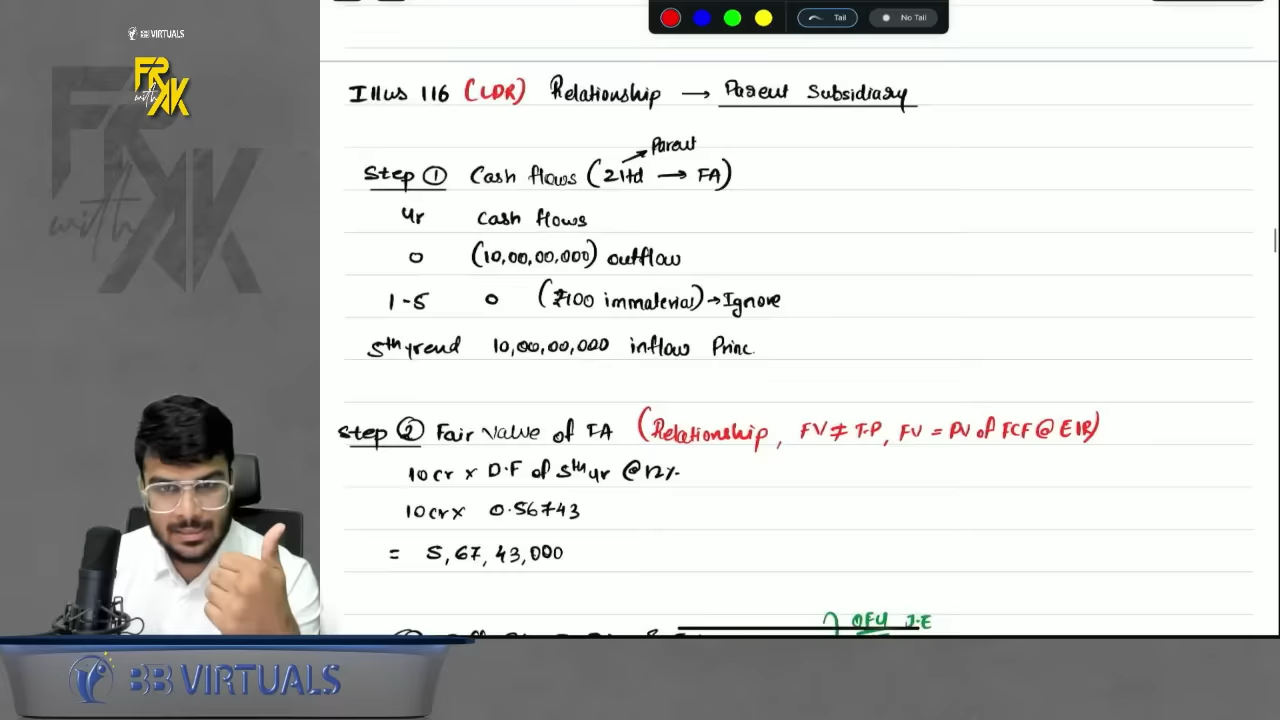 Tail
No Tail
BB VIRTUALS
FR
with
AK
Illus 116 (LDR) Relationship → Parent Subsidiary
Parent
Step ① Cash flows (Z ltd → FA)
Yr Cash flows
0 (10,00,00,000) outflow
1-5 0 (₹100 immaterial) → Ignore
5th yr end 10,00,00,000 inflow Princ.
Step ② Fair value of FA (Relationship, FV ≠ T.P, FV = PV of FCF @ EIR)
10 cr x D.F of 5th yr @ 12%
10 cr x 0.56743
= 5,67,43,000
OFY J.E
BB VIRTUALS